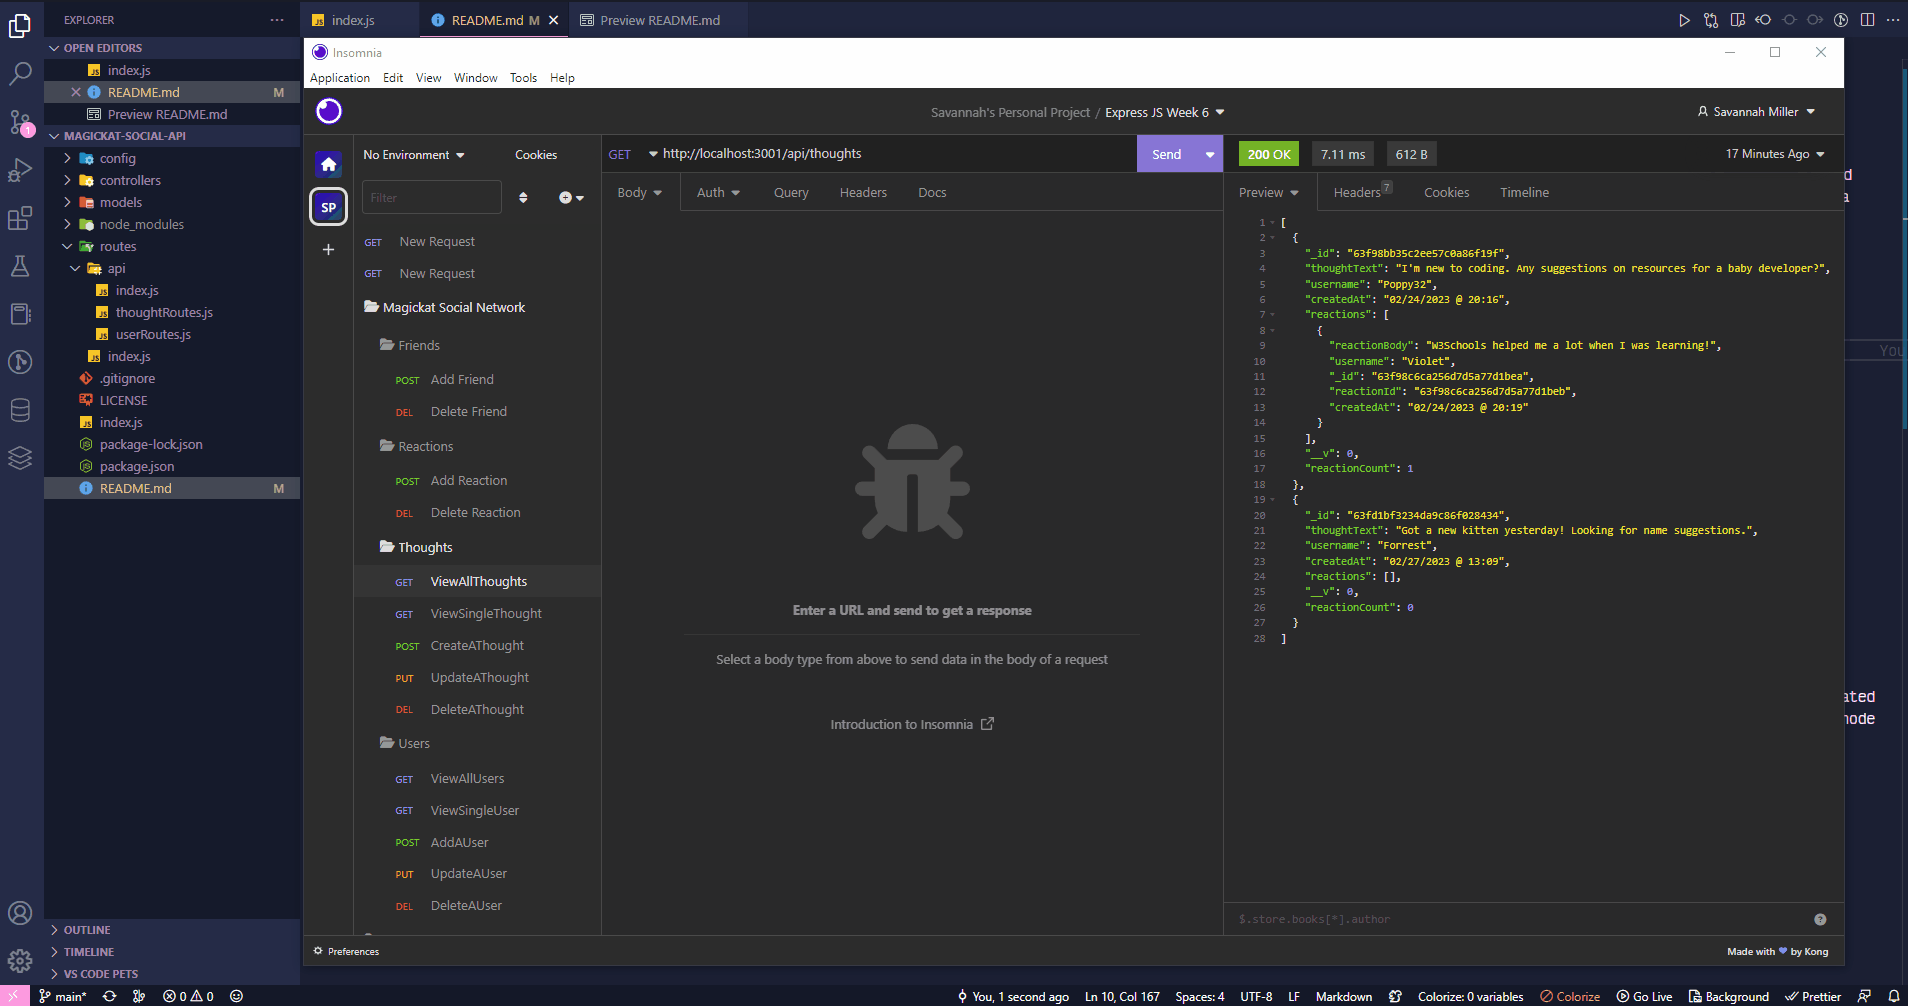 EXPLORER
index.js
README.md M
Preview README.md
OPEN EDITORS
index.js
README.md M
Preview README.md
MAGICKAT-SOCIAL-API
config
controllers
models
node_modules
routes
api
index.js
thoughtRoutes.js
userRoutes.js
index.js
.gitignore
LICENSE
index.js
package-lock.json
package.json
README.md M
OUTLINE
TIMELINE
VS CODE PETS
1
Insomnia
Application Edit View Window Tools Help
Savannah's Personal Project / Express JS Week 6
Savannah Miller
SP
No Environment
Cookies
Filter
GET New Request
GET New Request
Magickat Social Network
Friends
POST Add Friend
DEL Delete Friend
Reactions
POST Add Reaction
DEL Delete Reaction
Thoughts
GET ViewAllThoughts
GET ViewSingleThought
POST CreateAThought
PUT UpdateAThought
DEL DeleteAThought
Users
GET ViewAllUsers
GET ViewSingleUser
POST AddAUser
PUT UpdateAUser
DEL DeleteAUser
GET http://localhost:3001/api/thoughts
Send
Body Auth Query Headers Docs
Enter a URL and send to get a response
Select a body type from above to send data in the body of a request
Introduction to Insomnia
200 OK 7.11 ms 612 B
17 Minutes Ago
Preview Headers 7 Cookies Timeline
1 [
2 {
3 "_id": "63f98bb35c2ee57c0a86f19f",
4 "thoughtText": "I'm new to coding. Any suggestions on resources for a baby developer?",
5 "username": "Poppy32",
6 "createdAt": "02/24/2023 @ 20:16",
7 "reactions": [
8 {
9 "reactionBody": "W3Schools helped me a lot when I was learning!",
10 "username": "Violet",
11 "_id": "63f98c6ca256d7d5a77d1bea",
12 "reactionId": "63f98c6ca256d7d5a77d1beb",
13 "createdAt": "02/24/2023 @ 20:19"
14 }
15 ],
16 "__v": 0,
17 "reactionCount": 1
18 },
19 {
20 "_id": "63fd1bf3234da9c86f028434",
21 "thoughtText": "Got a new kitten yesterday! Looking for name suggestions.",
22 "username": "Forrest",
23 "createdAt": "02/27/2023 @ 13:09",
24 "reactions": [],
25 "__v": 0,
26 "reactionCount": 0
27 }
28 ]
$.store.books[*].author
Preferences
Made with ♥ by Kong
d
a
You
ated
node
main* 0 0 You, 1 second ago Ln 10, Col 167 Spaces: 4 UTF-8 LF Markdown Colorize: 0 variables Colorize Go Live Background Prettier